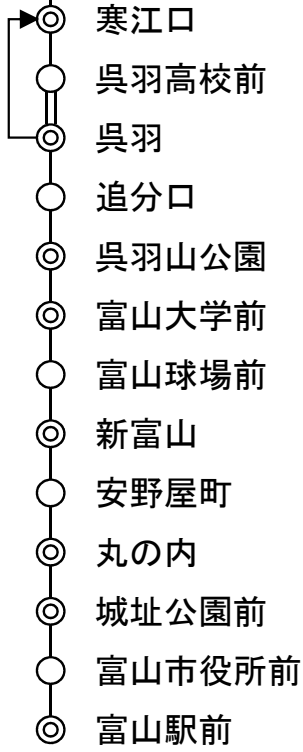 寒江口
呉羽高校前
呉羽
追分口
呉羽山公園
富山大学前
富山球場前
新富山
安野屋町
丸の内
城址公園前
富山市役所前
富山駅前